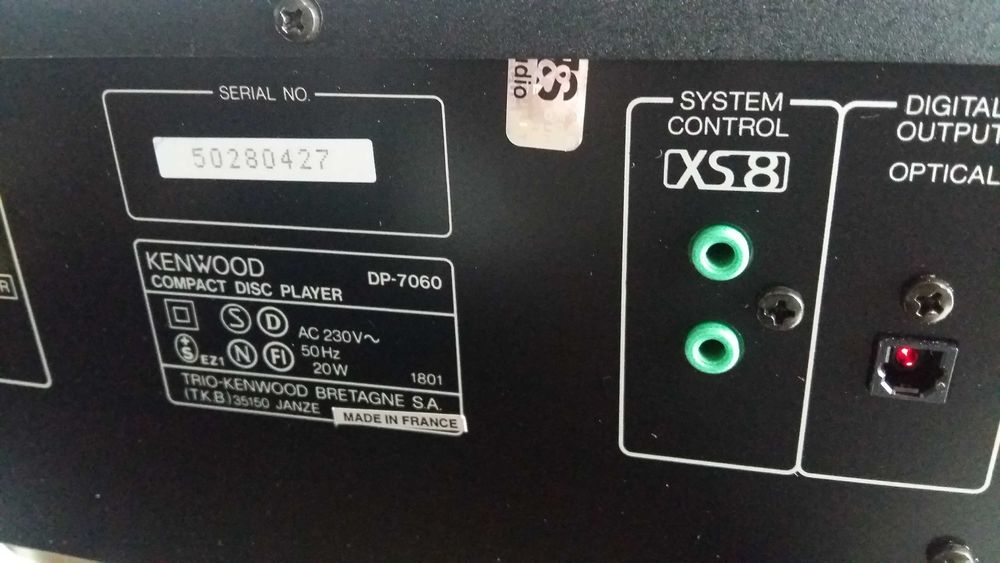 SERIAL NO.
50280427
KENWOOD
COMPACT DISC PLAYER
DP-7060
S D
+S EZ1 N FI
AC 230V~
50Hz
20W
1801
TRIO-KENWOOD BRETAGNE S.A.
(T.K.B) 35150 JANZE
MADE IN FRANCE
udio
SYSTEM
CONTROL
XS8
DIGITAL
OUTPUT
OPTICAL
R